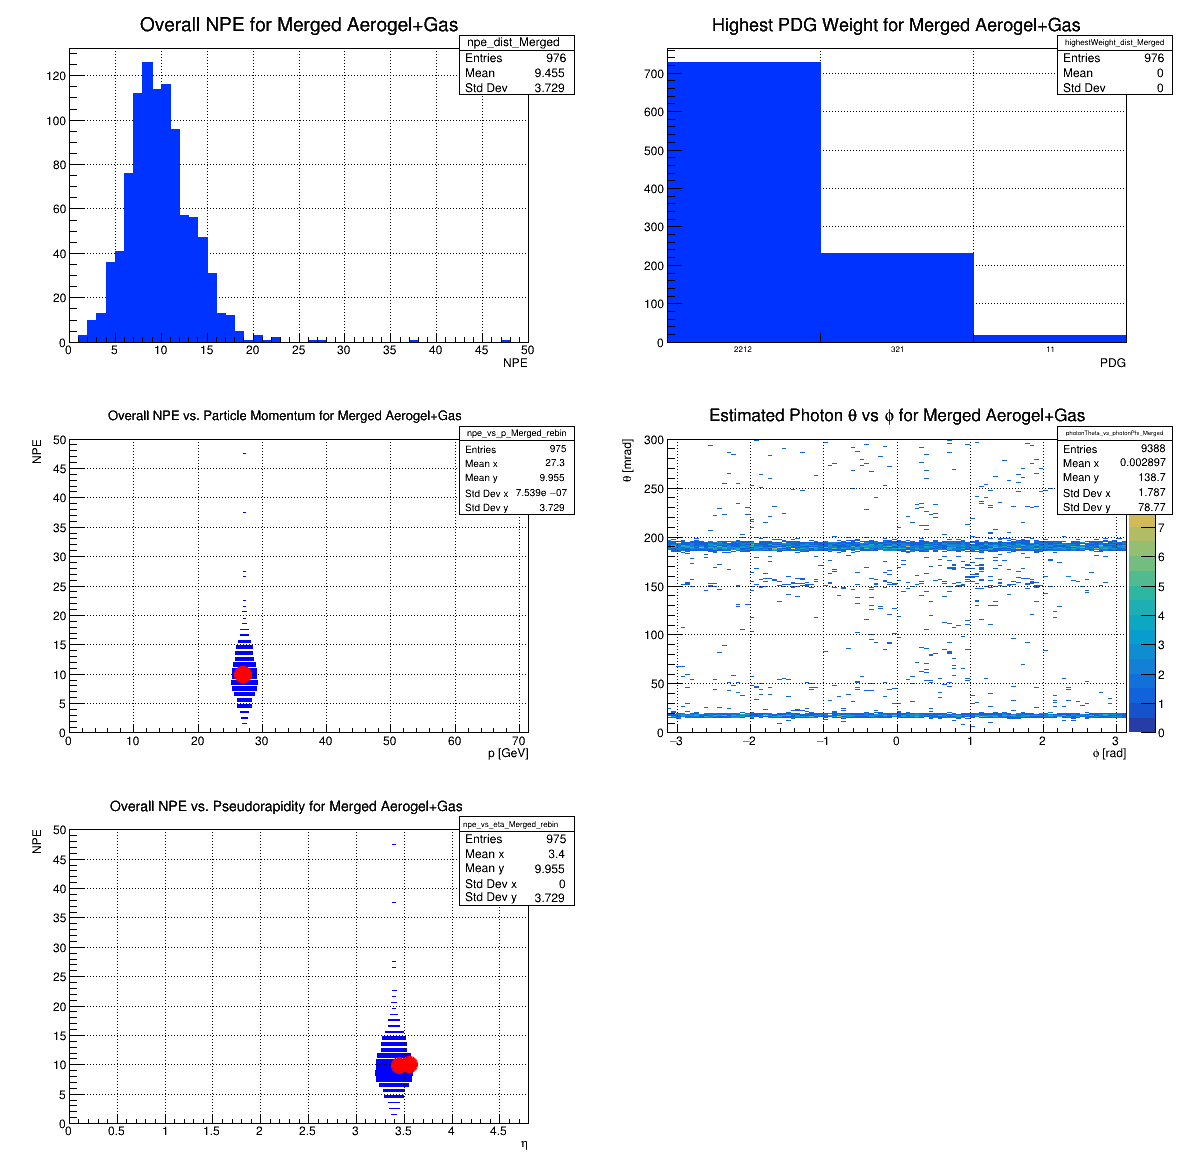 Overall NPE for Merged Aerogel+Gas
npe_dist_Merged
Entries 976
Mean 9.455
Std Dev 3.729
120
100
80
60
40
20
0
0 5 10 15 20 25 30 35 40 45 50
NPE
Highest PDG Weight for Merged Aerogel+Gas
highestWeight_dist_Merged
Entries 976
Mean 0
Std Dev 0
700
600
500
400
300
200
100
0
2212 321 11
PDG
Overall NPE vs. Particle Momentum for Merged Aerogel+Gas
npe_vs_p_Merged_rebin
Entries 975
Mean x 27.3
Mean y 9.955
Std Dev x 7.539e −07
Std Dev y 3.729
NPE
50
45
40
35
30
25
20
15
10
5
0
0 10 20 30 40 50 60 70
p [GeV]
Estimated Photon θ vs ϕ for Merged Aerogel+Gas
photonTheta_vs_photonPhi_Merged
Entries 9388
Mean x 0.002897
Mean y 138.7
Std Dev x 1.787
Std Dev y 78.77
θ [mrad]
300
250
200
150
100
50
0
−3 −2 −1 0 1 2 3
ϕ [rad]
7
6
5
4
3
2
1
0
Overall NPE vs. Pseudorapidity for Merged Aerogel+Gas
npe_vs_eta_Merged_rebin
Entries 975
Mean x 3.4
Mean y 9.955
Std Dev x 0
Std Dev y 3.729
NPE
50
45
40
35
30
25
20
15
10
5
0
0 0.5 1 1.5 2 2.5 3 3.5 4 4.5
η